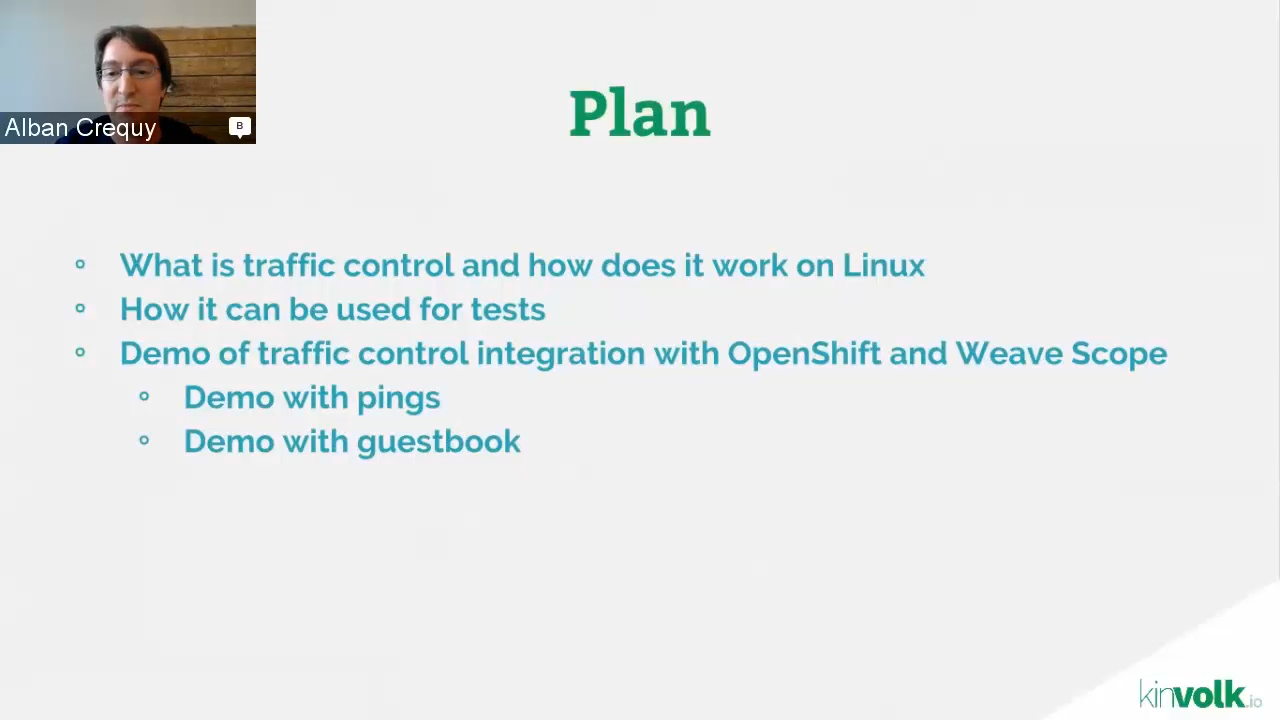 Alban Crequy
B
Plan
What is traffic control and how does it work on Linux
How it can be used for tests
Demo of traffic control integration with OpenShift and Weave Scope
Demo with pings
Demo with guestbook
kinvolk.io